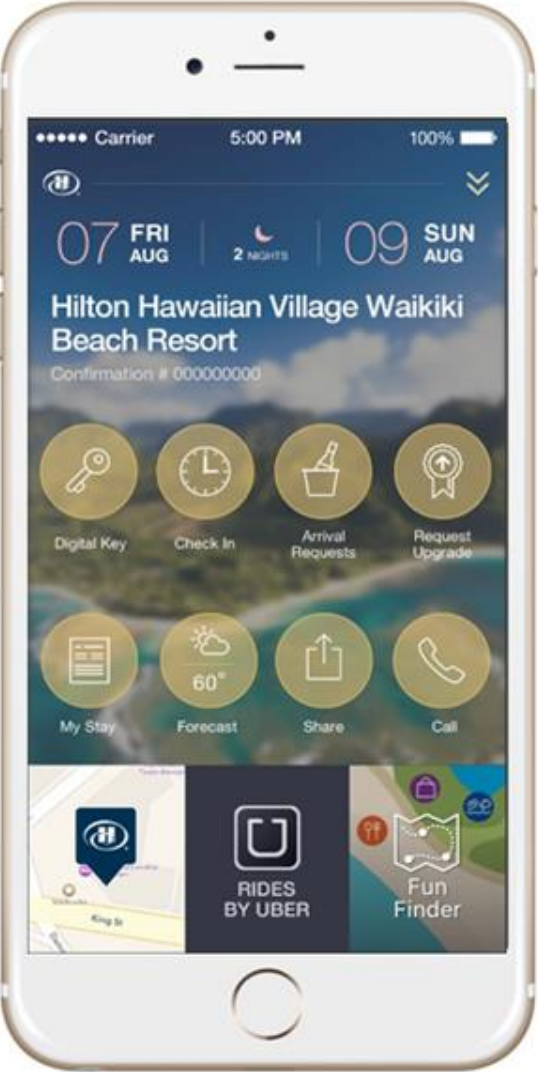 Carrier 5:00 PM 100%
07 FRI AUG 2 NIGHTS 09 SUN AUG
Hilton Hawaiian Village Waikiki
Beach Resort
Confirmation # 000000000
Digital Key
Check In
Arrival
Requests
Request
Upgrade
60°
My Stay
Forecast
Share
Call
King St
RIDES
BY UBER
Fun
Finder